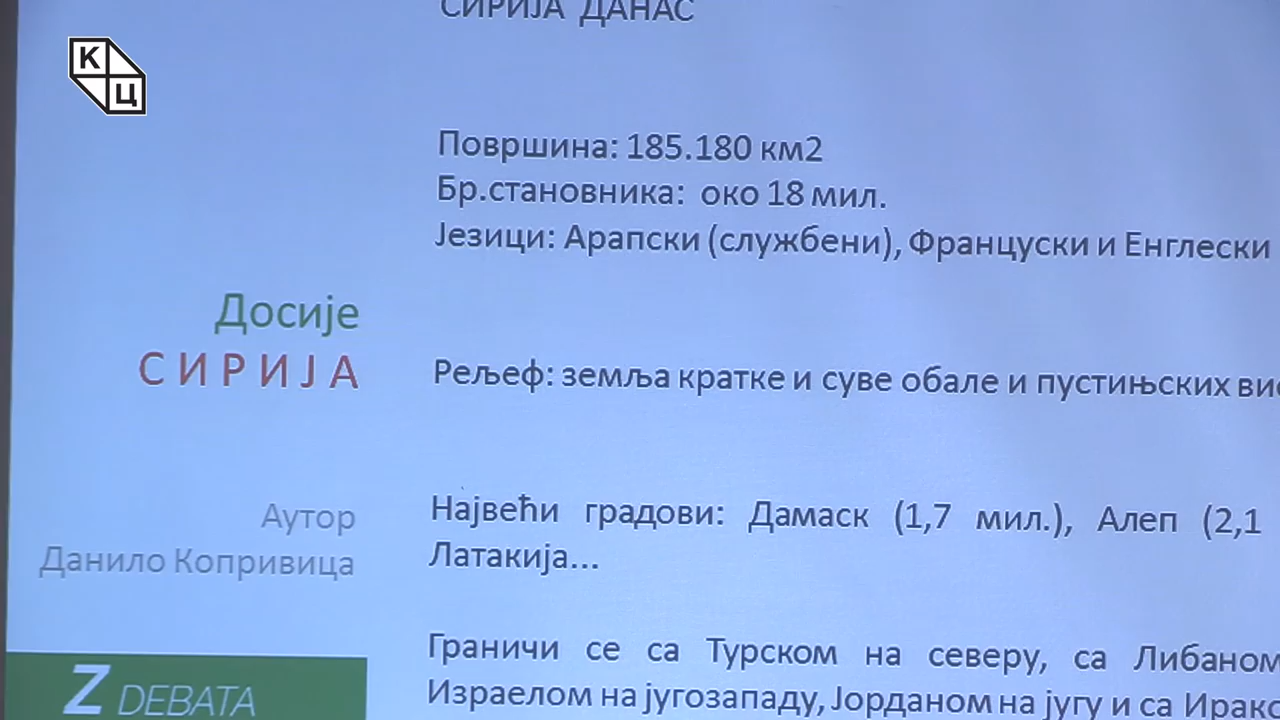 СИРИЈА ДАНАС
К
Ц
Површина: 185.180 км2
Бр.становника: око 18 мил.
Језици: Арапски (службени), Француски и Енглески
Досије
СИРИЈА
Рељеф: земља кратке и суве обале и пустињских
Највећи градови: Дамаск (1,7 мил.), Алеп (2,1
Латакија...
Аутор
Данило Копривица
Граничи се са Турском на северу, са Либаном
Израелом на југозападу, Јорданом на југу и са
Z DEBATA